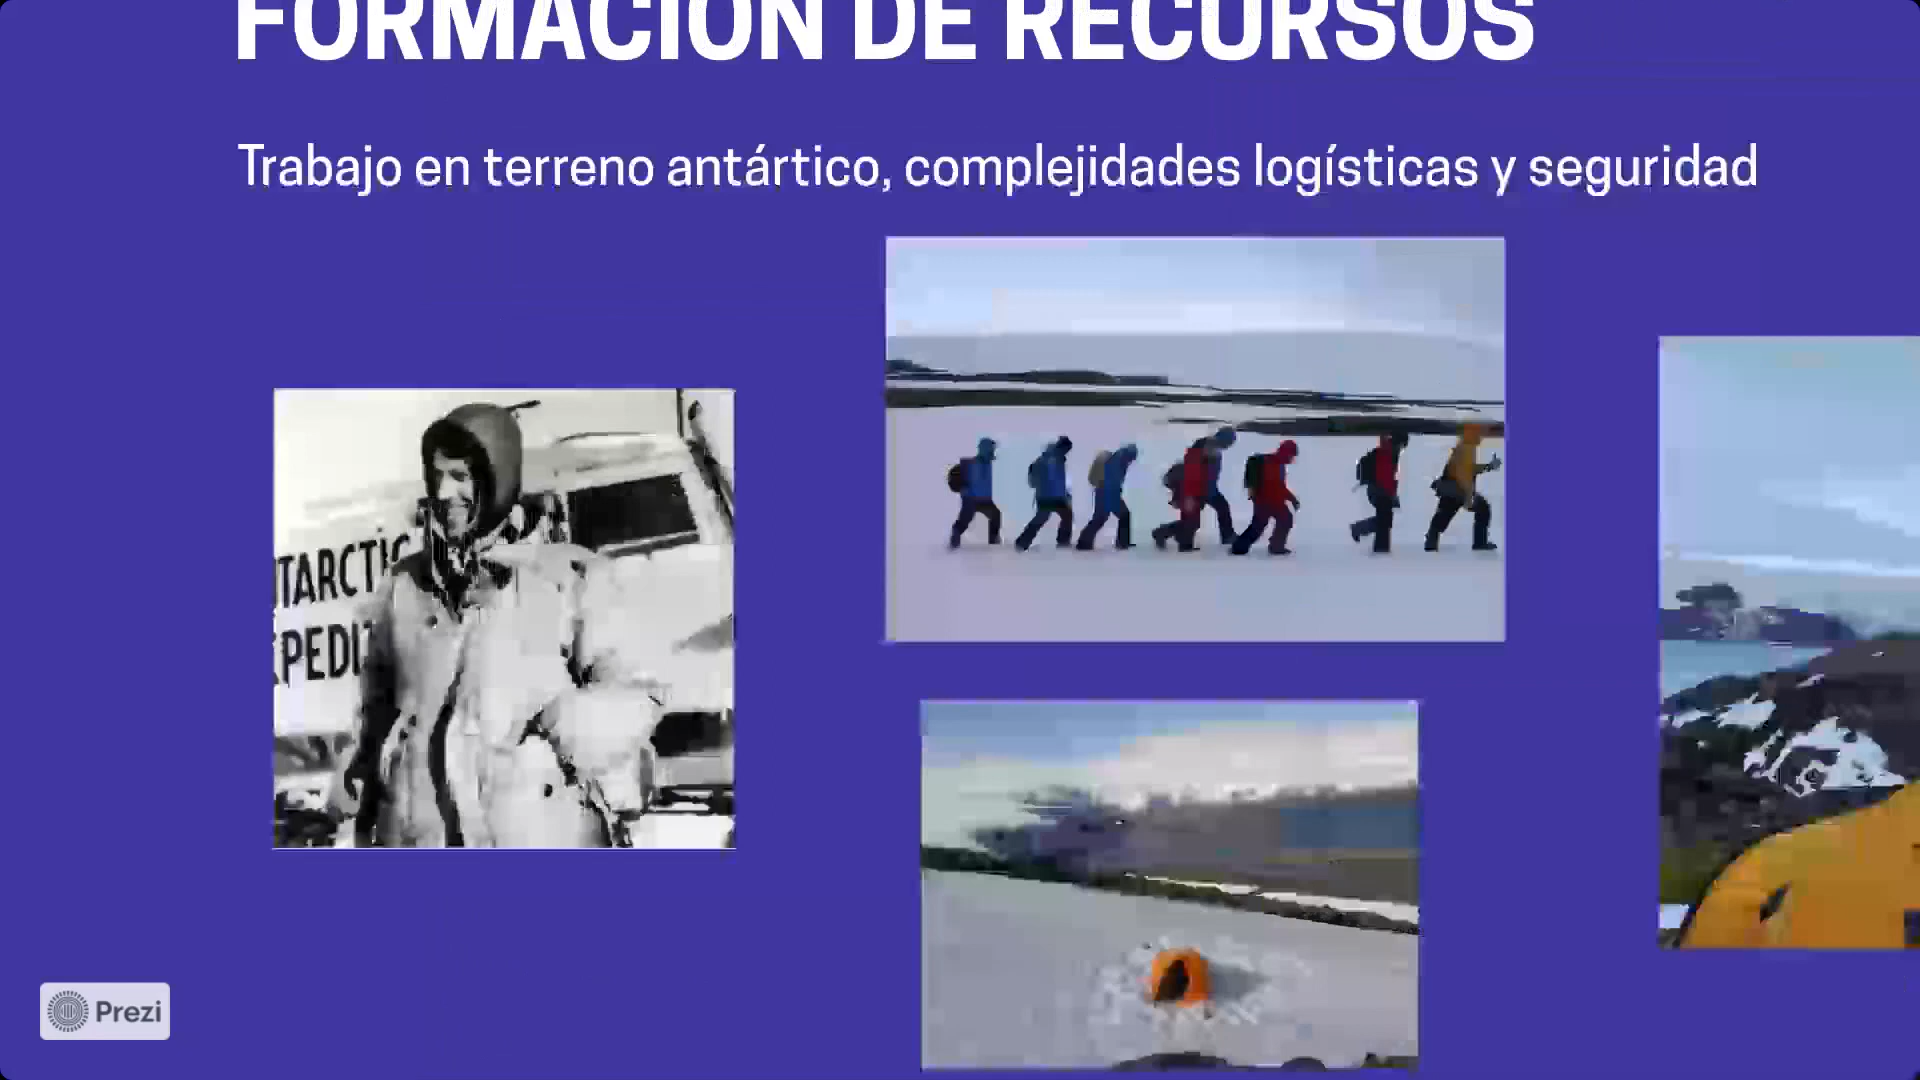 FORMACIÓN DE RECURSOS
Trabajo en terreno antártico, complejidades logísticas y seguridad
TARCTIC
PEDIT
Prezi